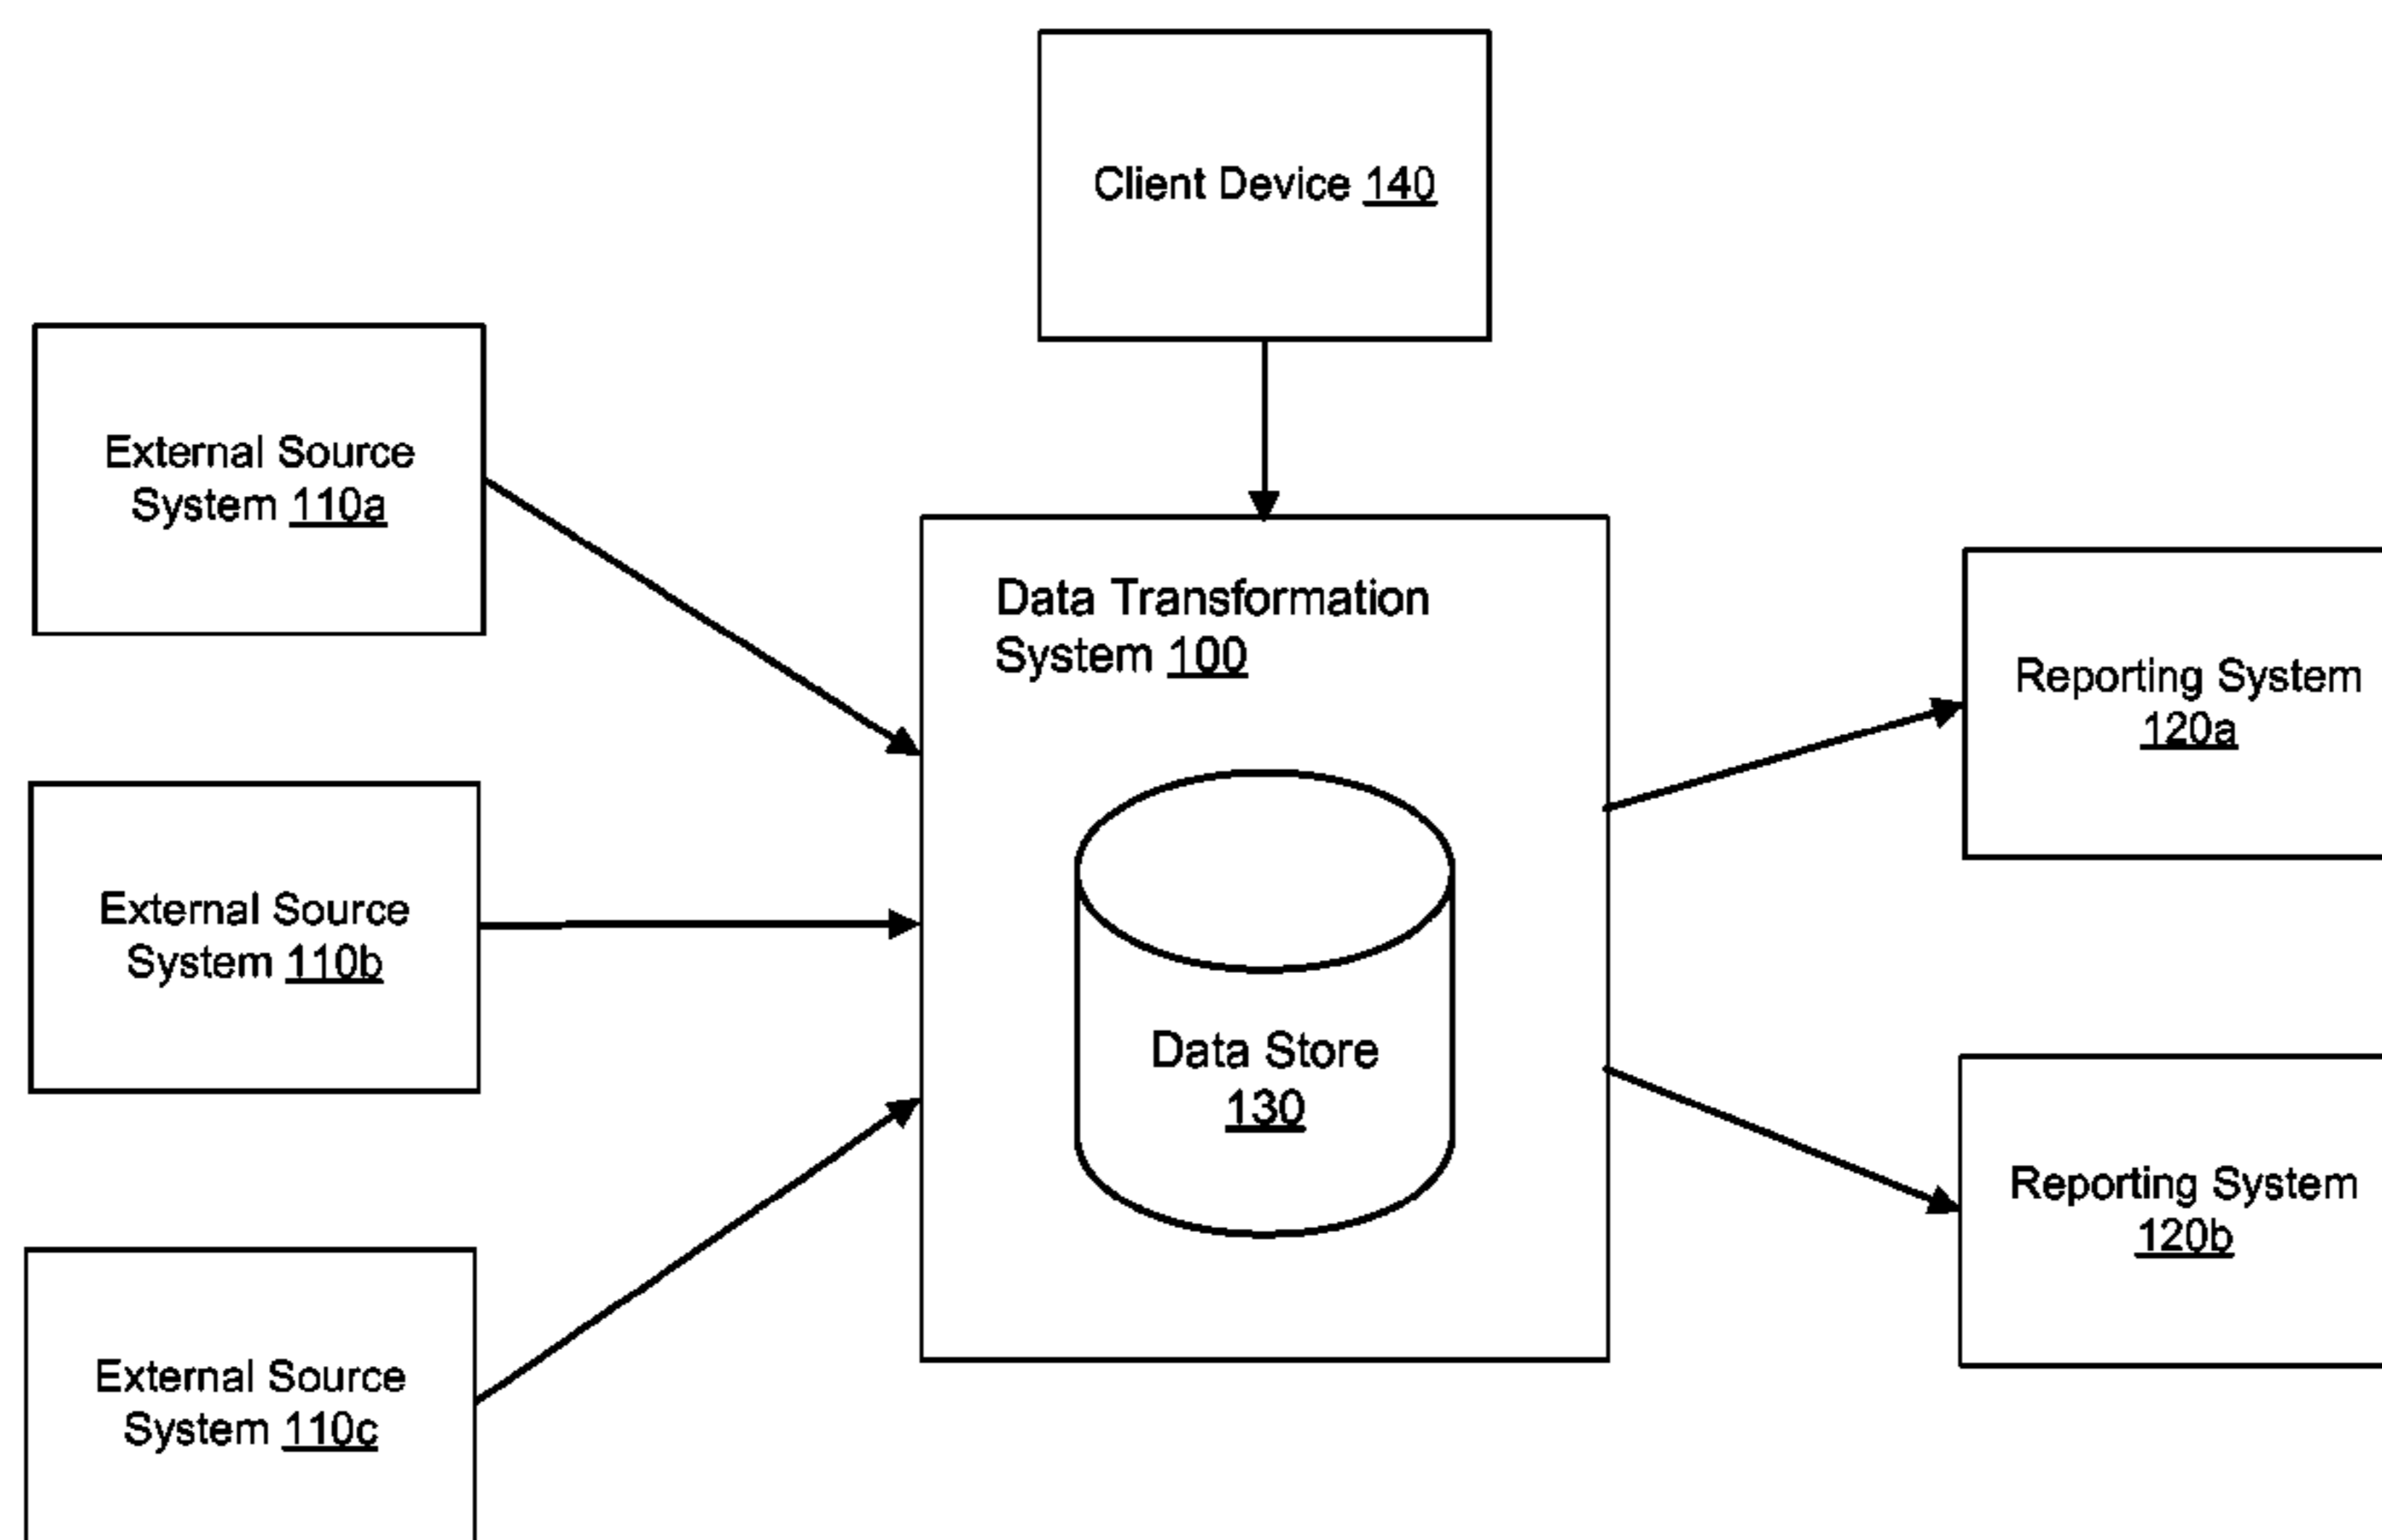 Client Device 140
External Source
System 110a
Data Transformation
System 100
Reporting System
120a
External Source
System 110b
Data Store
130
Reporting System
120b
External Source
System 110c